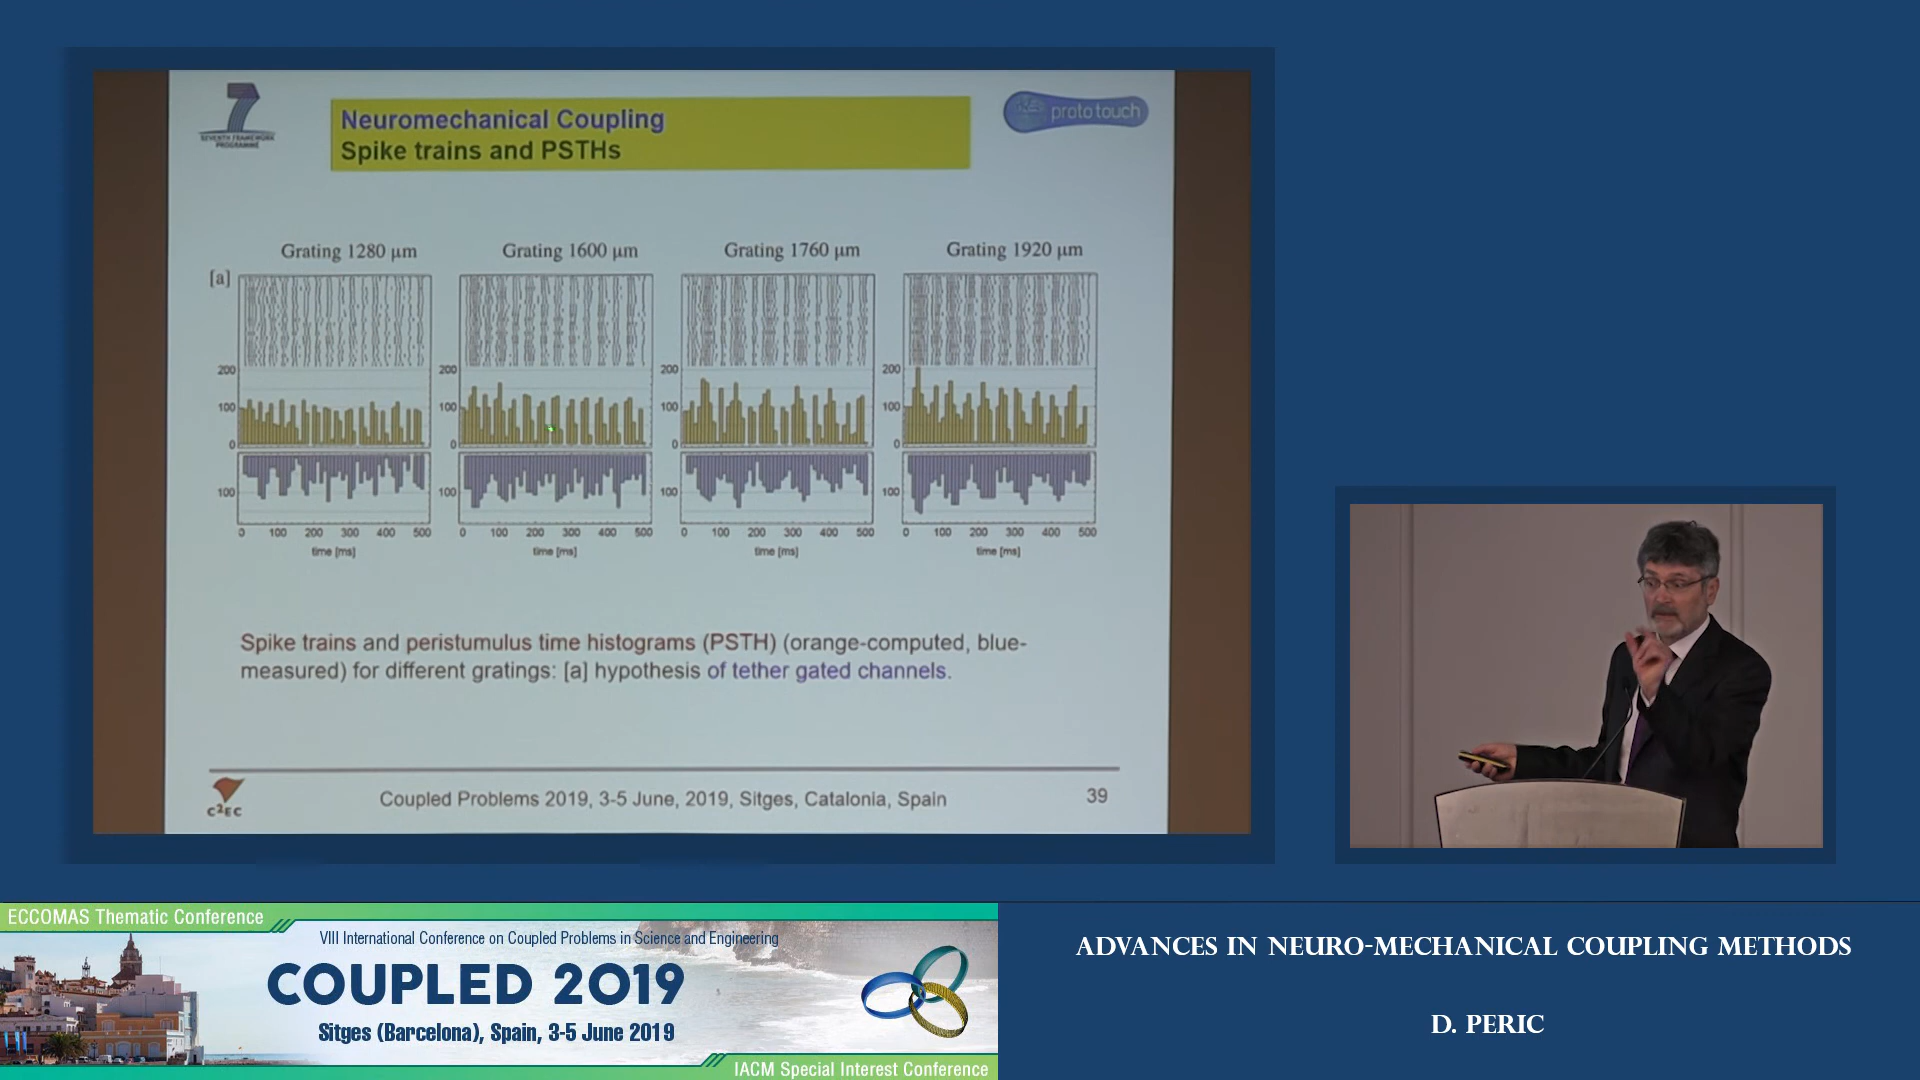 7
SEVENTH FRAMEWORK
PROGRAMME
Neuromechanical Coupling
Spike trains and PSTHs
proto touch
Grating 1280 μm
Grating 1600 μm
Grating 1760 μm
Grating 1920 μm
[a]
200
100
0
100
200
100
0
100
200
100
0
100
200
100
0
100
0 100 200 300 400 500
0 100 200 300 400 500
0 100 200 300 400 500
0 100 200 300 400 500
time [ms]
time [ms]
time [ms]
time [ms]
Spike trains and peristumulus time histograms (PSTH) (orange-computed, blue-
measured) for different gratings: [a] hypothesis of tether gated channels.
C²EC
Coupled Problems 2019, 3-5 June, 2019, Sitges, Catalonia, Spain
39
ECCOMAS Thematic Conference
VIII International Conference on Coupled Problems in Science and Engineering
COUPLED 2019
Sitges (Barcelona), Spain, 3-5 June 2019
IACM Special Interest Conference
ADVANCES IN NEURO-MECHANICAL COUPLING METHODS
D. PERIC